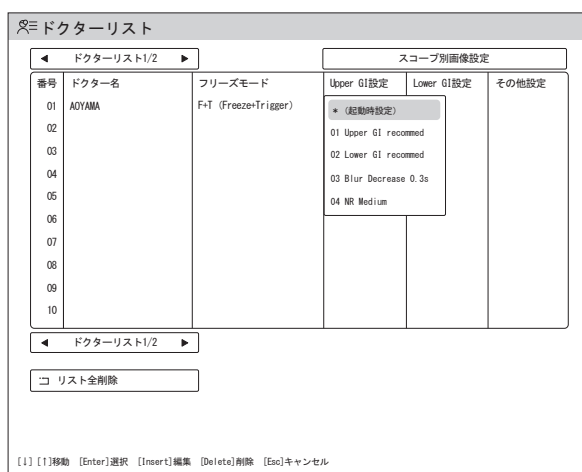 ドクターリスト
◀ ドクターリスト1/2 ▶
スコープ別画像設定
番号 ドクター名 フリーズモード Upper GI設定 Lower GI設定 その他設定
01 AOYAMA F+T (Freeze+Trigger)
* (起動時設定)
02
01 Upper GI recommed
03
02 Lower GI recommed
04
03 Blur Decrease 0.3s
05
04 NR Medium
06
07
08
09
10
◀ ドクターリスト1/2 ▶
リスト全削除
[↓] [↑]移動 [Enter]選択 [Insert]編集 [Delete]削除 [Esc]キャンセル